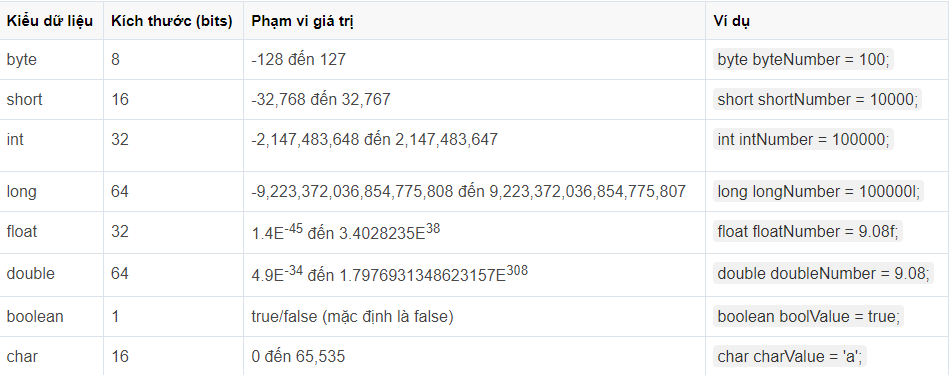 Kiểu dữ liệu Kích thước (bits) Phạm vi giá trị Ví dụ
byte 8 -128 đến 127 byte byteNumber = 100;
short 16 -32,768 đến 32,767 short shortNumber = 10000;
int 32 -2,147,483,648 đến 2,147,483,647 int intNumber = 100000;
long 64 -9,223,372,036,854,775,808 đến 9,223,372,036,854,775,807 long longNumber = 100000l;
float 32 1.4E-45 đến 3.4028235E38 float floatNumber = 9.08f;
double 64 4.9E-34 đến 1.7976931348623157E308 double doubleNumber = 9.08;
boolean 1 true/false (mặc định là false) boolean boolValue = true;
char 16 0 đến 65,535 char charValue = 'a';